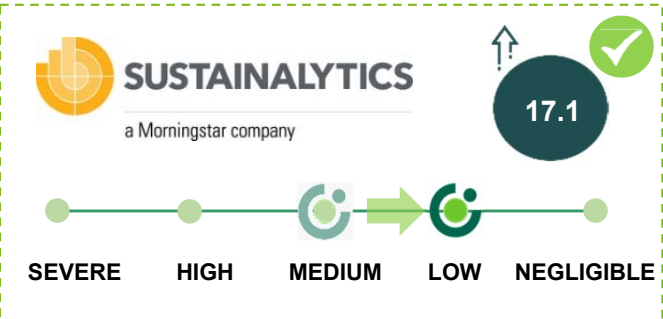 SUSTAINALYTICS
a Morningstar company
17.1
SEVERE HIGH MEDIUM LOW NEGLIGIBLE